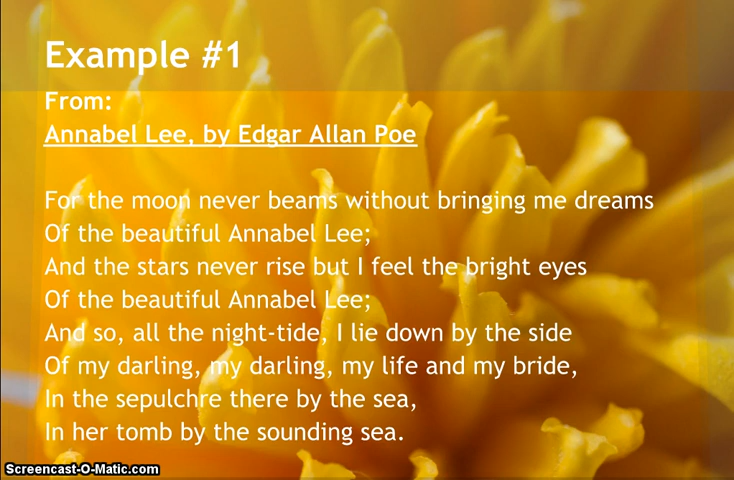 Example #1
From:
Annabel Lee, by Edgar Allan Poe
For the moon never beams without bringing me dreams
Of the beautiful Annabel Lee;
And the stars never rise but I feel the bright eyes
Of the beautiful Annabel Lee;
And so, all the night-tide, I lie down by the side
Of my darling, my darling, my life and my bride,
In the sepulchre there by the sea,
In her tomb by the sounding sea.
Screencast-O-Matic.com